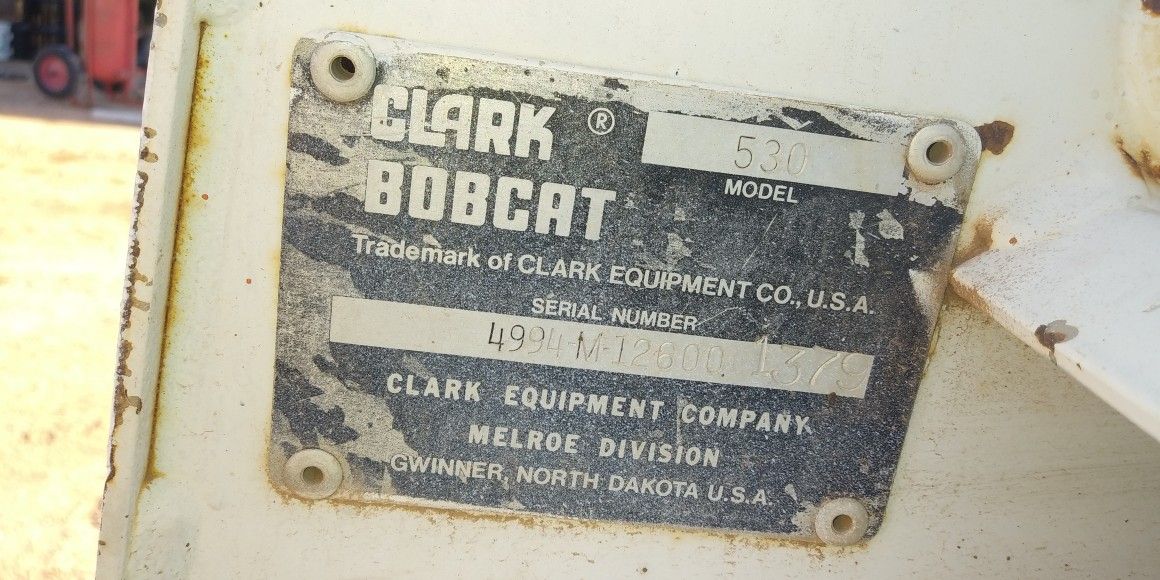 CLARK ®
BOBCAT
530
MODEL
Trademark of CLARK EQUIPMENT CO., U.S.A.
SERIAL NUMBER
4994-M-12600 1379
CLARK EQUIPMENT COMPANY
MELROE DIVISION
GWINNER, NORTH DAKOTA U.S.A.